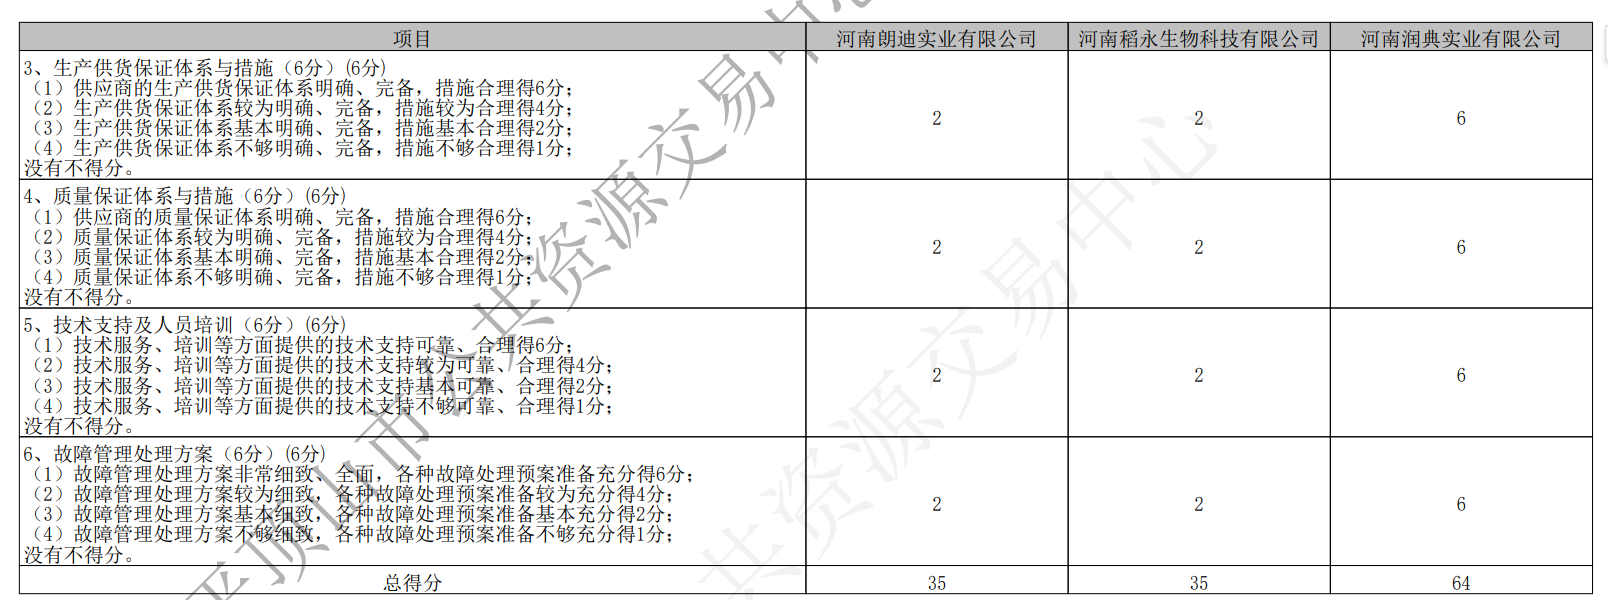 项目 河南朗迪实业有限公司 河南稻永生物科技有限公司 河南润典实业有限公司
3、生产供货保证体系与措施（6分）(6分)
（1）供应商的生产供货保证体系明确、完备，措施合理得6分；
（2）生产供货保证体系较为明确、完备，措施较为合理得4分；
（3）生产供货保证体系基本明确、完备，措施基本合理得2分；
（4）生产供货保证体系不够明确、完备，措施不够合理得1分；
没有不得分。
2 2 6
4、质量保证体系与措施（6分）(6分)
（1）供应商的质量保证体系明确、完备，措施合理得6分；
（2）质量保证体系较为明确、完备，措施较为合理得4分；
（3）质量保证体系基本明确、完备，措施基本合理得2分；
（4）质量保证体系不够明确、完备，措施不够合理得1分；
没有不得分。
2 2 6
5、技术支持及人员培训（6分）(6分)
（1）技术服务、培训等方面提供的技术支持可靠、合理得6分；
（2）技术服务、培训等方面提供的技术支持较为可靠、合理得4分；
（3）技术服务、培训等方面提供的技术支持基本可靠、合理得2分；
（4）技术服务、培训等方面提供的技术支持不够可靠、合理得1分；
没有不得分。
2 2 6
6、故障管理处理方案（6分）(6分)
（1）故障管理处理方案非常细致、全面，各种故障处理预案准备充分得6分；
（2）故障管理处理方案较为细致，各种故障处理预案准备较为充分得4分；
（3）故障管理处理方案基本细致，各种故障处理预案准备基本充分得2分；
（4）故障管理处理方案不够细致，各种故障处理预案准备不够充分得1分；
没有不得分。
2 2 6
总得分 35 35 64
平顶山市公共资源交易中心
共资源交易中心